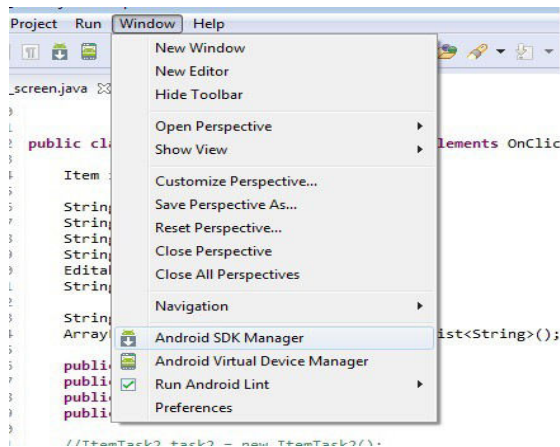 Project Run Window Help
New Window
_screen.java
New Editor
Hide Toolbar
public cla
lements OnClic
Open Perspective
Show View
Item
Customize Perspective...
String
Save Perspective As...
String
Reset Perspective...
String
Close Perspective
String
Close All Perspectives
Edita
String
Navigation
String
Array
Android SDK Manager
ist<String>();
Android Virtual Device Manager
publi
Run Android Lint
publi
publi
Preferences
publi
//ItemTask2 task2 = new ItemTask2();